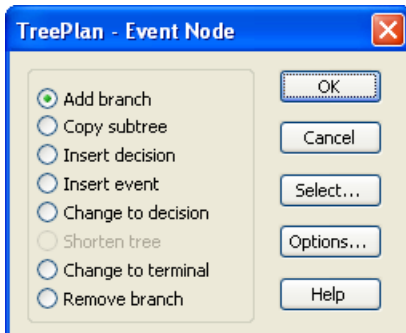 TreePlan - Event Node
Add branch
Copy subtree
Insert decision
Insert event
Change to decision
Shorten tree
Change to terminal
Remove branch
OK
Cancel
Select...
Options...
Help